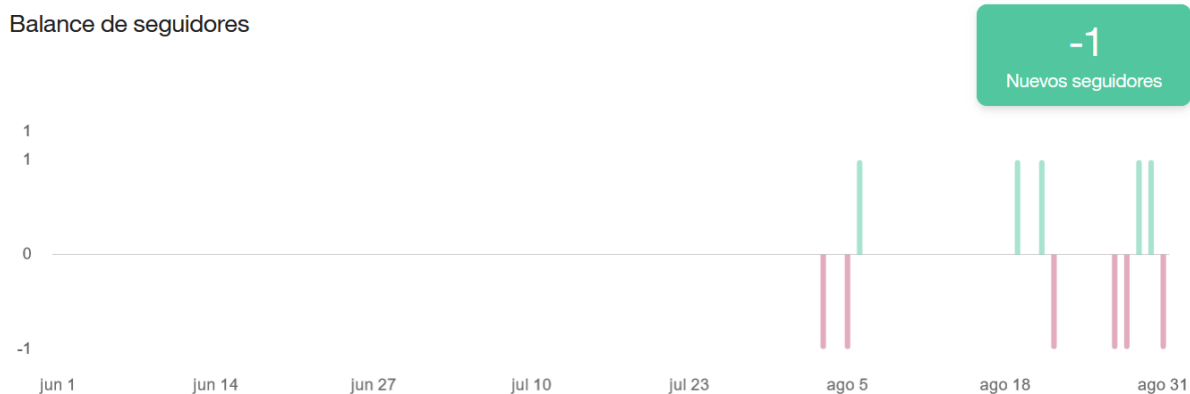 Balance de seguidores
-1
Nuevos seguidores
1
1
0
-1
jun 1 jun 14 jun 27 jul 10 jul 23 ago 5 ago 18 ago 31